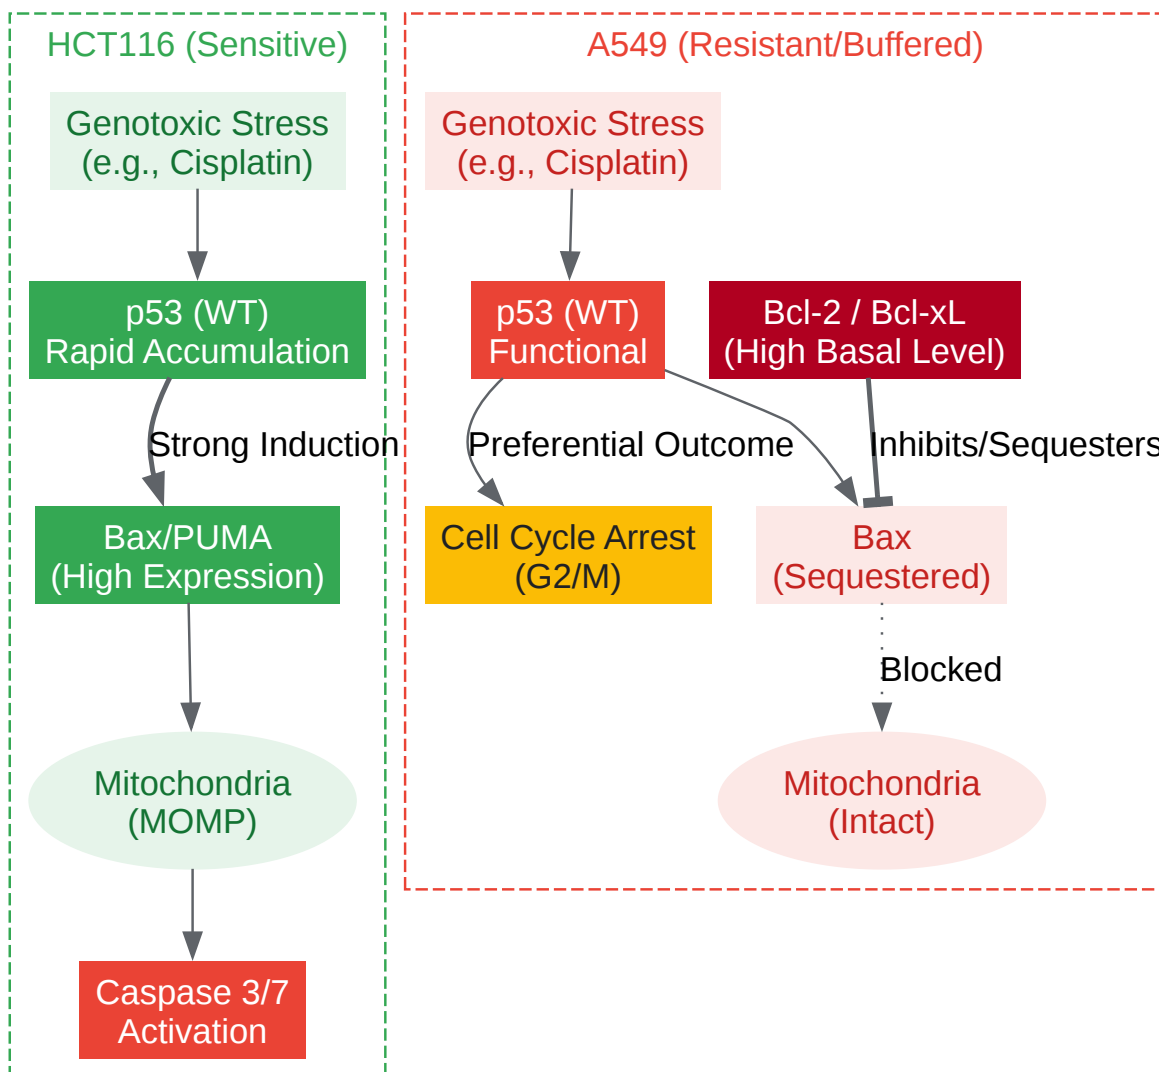 HCT116 (Sensitive)
Genotoxic Stress
(e.g., Cisplatin)
p53 (WT)
Rapid Accumulation
Strong Induction
Bax/PUMA
(High Expression)
Mitochondria
(MOMP)
Caspase 3/7
Activation
A549 (Resistant/Buffered)
Genotoxic Stress
(e.g., Cisplatin)
p53 (WT)
Functional
Bcl-2 / Bcl-xL
(High Basal Level)
Preferential Outcome
Inhibits/Sequesters
Cell Cycle Arrest
(G2/M)
Bax
(Sequestered)
Blocked
Mitochondria
(Intact)